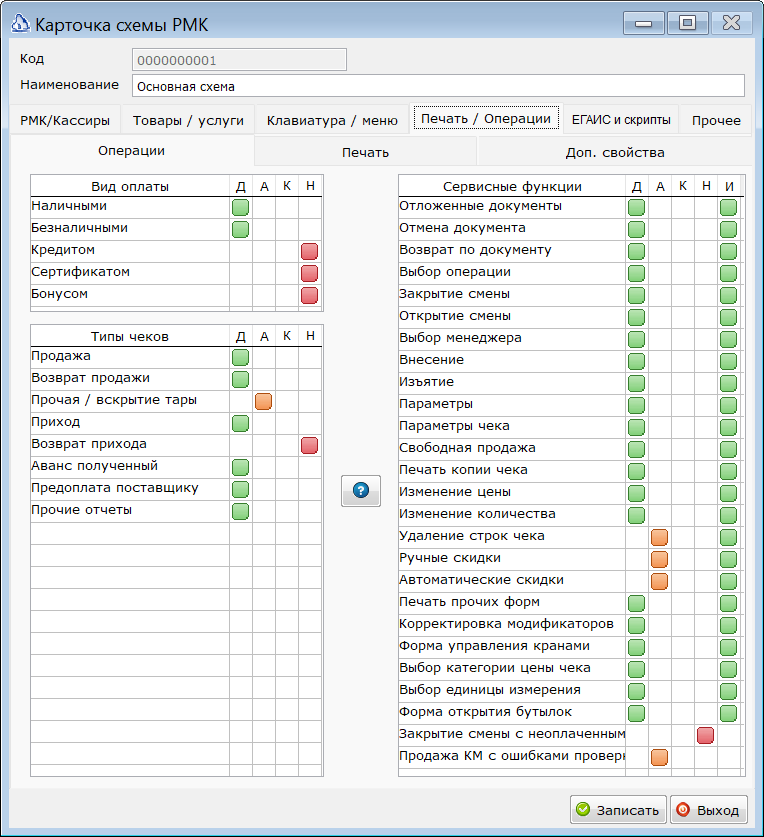 Карточка схемы РМК
Код 0000000001
Наименование Основная схема
РМК/Кассиры Товары / услуги Клавиатура / меню Печать / Операции ЕГАИС и скрипты Прочее
Операции Печать Доп. свойства
Вид оплаты Д А К Н
Наличными
Безналичными
Кредитом
Сертификатом
Бонусом
Типы чеков Д А К Н
Продажа
Возврат продажи
Прочая / вскрытие тары
Приход
Возврат прихода
Аванс полученный
Предоплата поставщику
Прочие отчеты
?
Сервисные функции Д А К Н И
Отложенные документы
Отмена документа
Возврат по документу
Выбор операции
Закрытие смены
Открытие смены
Выбор менеджера
Внесение
Изъятие
Параметры
Параметры чека
Свободная продажа
Печать копии чека
Изменение цены
Изменение количества
Удаление строк чека
Ручные скидки
Автоматические скидки
Печать прочих форм
Корректировка модификаторов
Форма управления кранами
Выбор категории цены чека
Выбор единицы измерения
Форма открытия бутылок
Закрытие смены с неоплаченным
Продажа КМ с ошибками проверк
Записать Выход